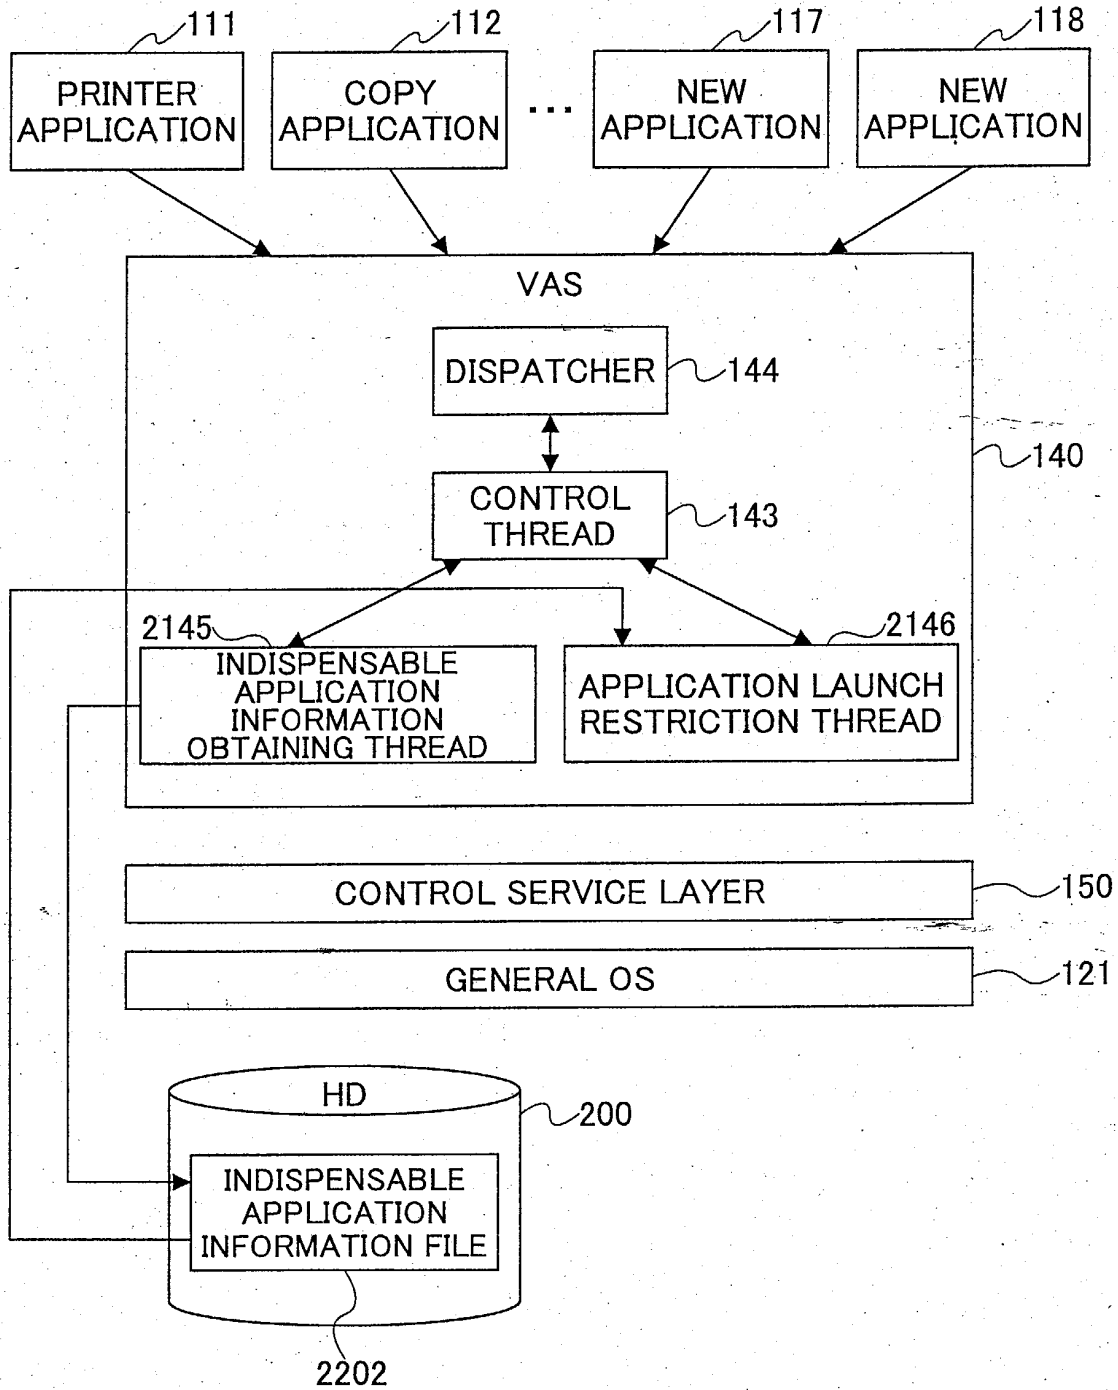 111
112
117
118
PRINTER
APPLICATION
COPY
APPLICATION
...
NEW
APPLICATION
NEW
APPLICATION
VAS
DISPATCHER
144
140
CONTROL
THREAD
143
2145
2146
INDISPENSABLE
APPLICATION
INFORMATION
OBTAINING THREAD
APPLICATION LAUNCH
RESTRICTION THREAD
CONTROL SERVICE LAYER
150
GENERAL OS
121
HD
200
INDISPENSABLE
APPLICATION
INFORMATION FILE
2202